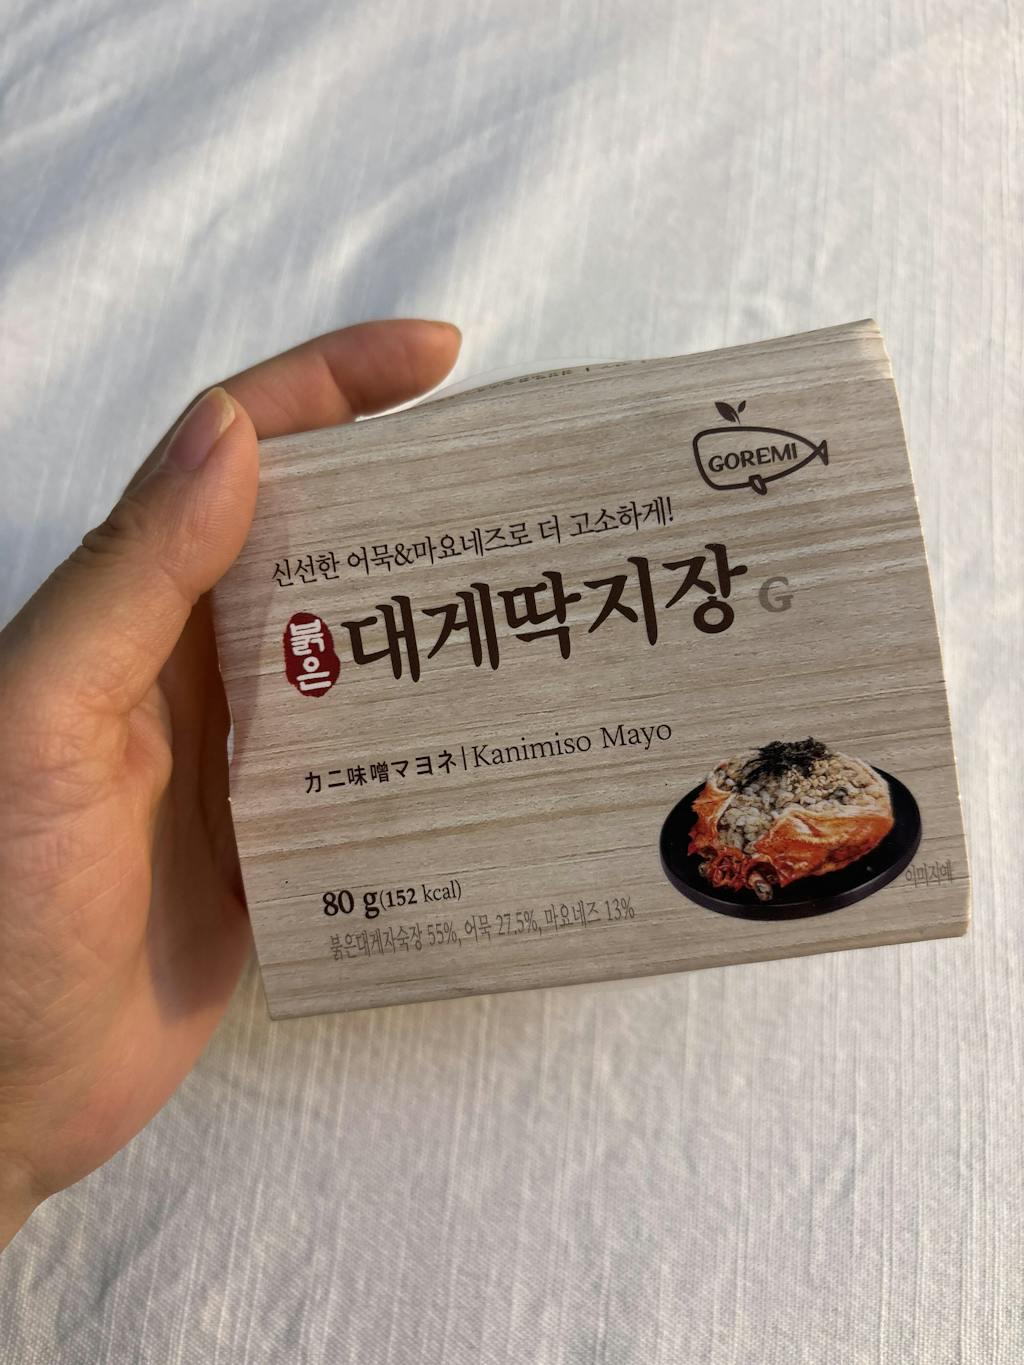 GOREMI
신선한 어묵&마요네즈로 더 고소하게!
붉은 대게딱지장 G
カニ味噌マヨネ|Kanimiso Mayo
80 g(152 kcal)
붉은대게자숙장 55%, 어묵 27.5%, 마요네즈 13%
이미지예